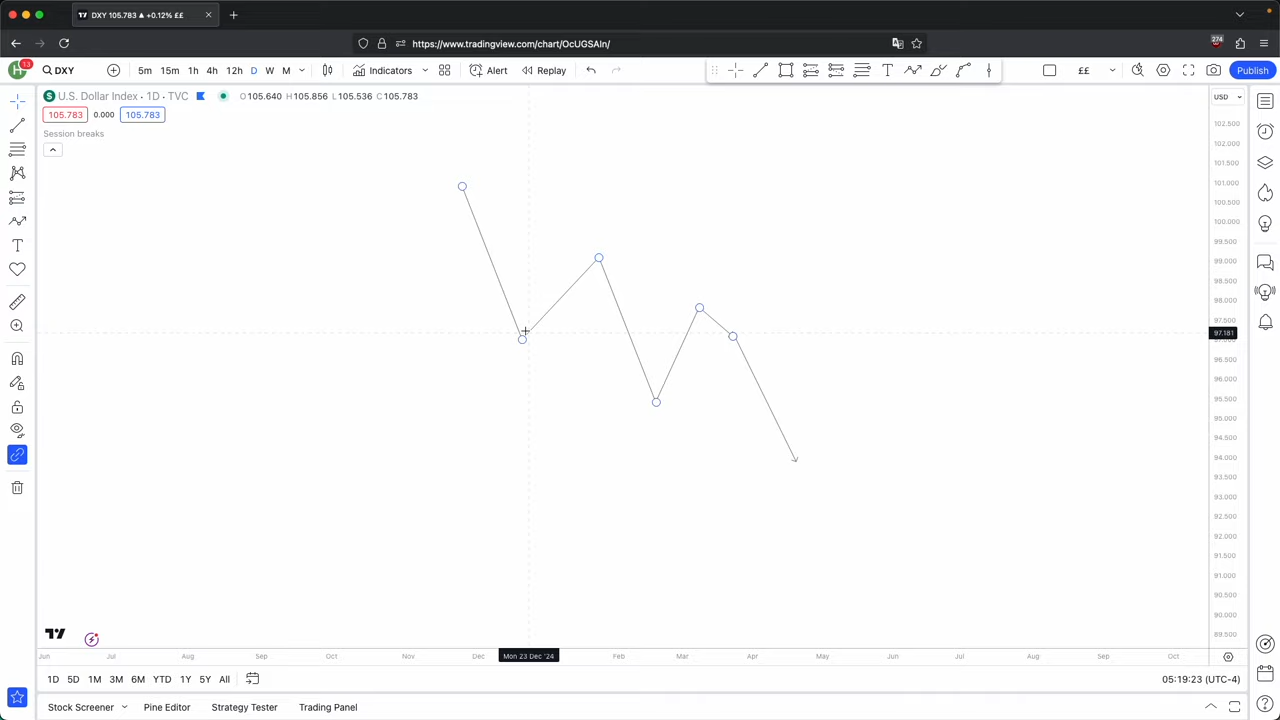 DXY 105.783 ▲ +0.12% ££
https://www.tradingview.com/chart/OcUGSAIn/
274
H
13
DXY
5m 15m 1h 4h 12h D W M
Indicators
Alert
Replay
T
££
Publish
$ U.S. Dollar Index · 1D · TVC
O105.640 H105.856 L105.536 C105.783
USD
105.783 0.000 105.783
Session breaks
102.500
102.000
101.500
101.000
100.500
100.000
99.500
99.000
98.500
98.000
97.500
97.181
97.000
96.500
96.000
95.500
95.000
94.500
94.000
93.500
93.000
92.500
92.000
91.500
91.000
90.500
90.000
89.500
Jun Jul Aug Sep Oct Nov Dec Mon 23 Dec '24 Feb Mar Apr May Jun Jul Aug Sep Oct
1D 5D 1M 3M 6M YTD 1Y 5Y All
05:19:23 (UTC-4)
Stock Screener Pine Editor Strategy Tester Trading Panel